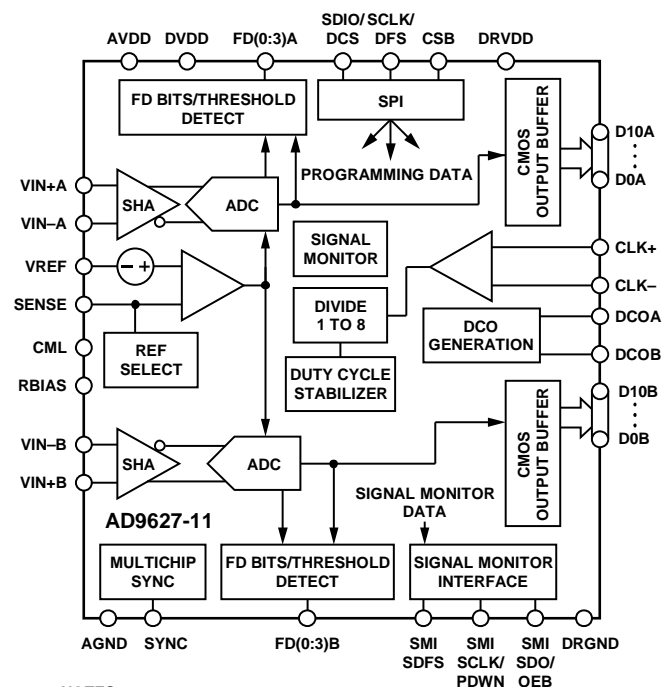 SDIO/ SCLK/
AVDD DVDD FD(0:3)A DCS DFS CSB DRVDD
FD BITS/THRESHOLD
DETECT
SPI
PROGRAMMING DATA
CMOS
OUTPUT BUFFER
D10A
D0A
VIN+A
VIN–A
SHA
ADC
VREF
– +
SENSE
SIGNAL
MONITOR
CLK+
CLK–
DIVIDE
1 TO 8
DCO
GENERATION
DCOA
DCOB
CML
REF
SELECT
DUTY CYCLE
STABILIZER
RBIAS
CMOS
OUTPUT BUFFER
D10B
D0B
VIN–B
VIN+B
SHA
ADC
SIGNAL MONITOR
DATA
AD9627-11
MULTICHIP
SYNC
FD BITS/THRESHOLD
DETECT
SIGNAL MONITOR
INTERFACE
AGND SYNC FD(0:3)B SMI SMI SMI DRGND
SDFS SCLK/ SDO/
PDWN OEB